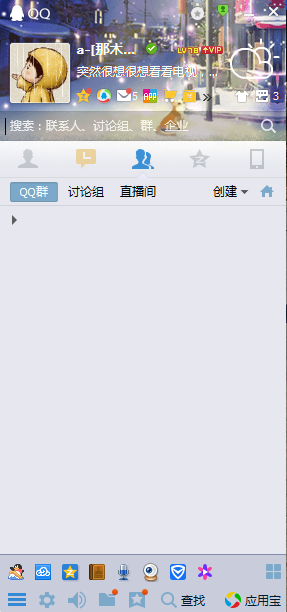 QQ
a-[那木...
LV78 VIP
突然很想很想看看电视，...
5 APP 3
搜索：联系人、讨论组、群、企业
QQ群 讨论组 直播间 创建
查找 应用宝